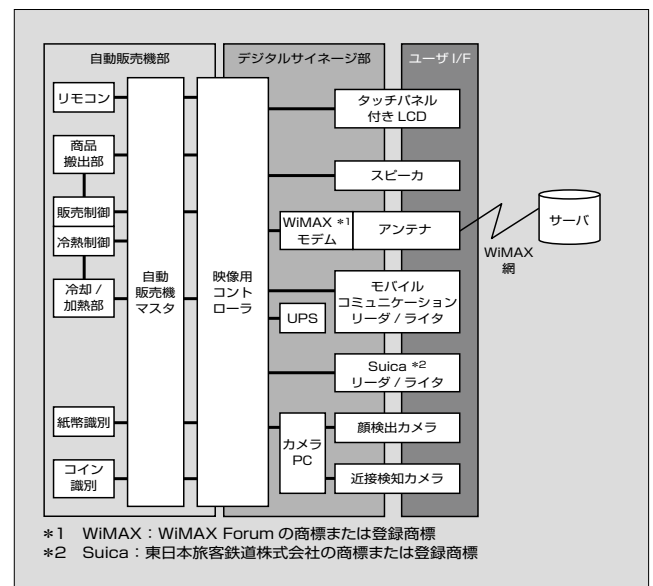 自動販売機部
デジタルサイネージ部
ユーザ I/F
リモコン
商品
搬出部
販売制御
冷熱制御
冷却 /
加熱部
紙幣識別
コイン
識別
自動
販売機
マスタ
映像用
コント
ローラ
タッチパネル
付き LCD
スピーカ
WiMAX *1
モデム
アンテナ
モバイル
コミュニケーション
リーダ / ライタ
UPS
Suica *2
リーダ / ライタ
カメラ
PC
顔検出カメラ
近接検知カメラ
WiMAX
網
サーバ
*1 WiMAX：WiMAX Forum の商標または登録商標
*2 Suica：東日本旅客鉄道株式会社の商標または登録商標